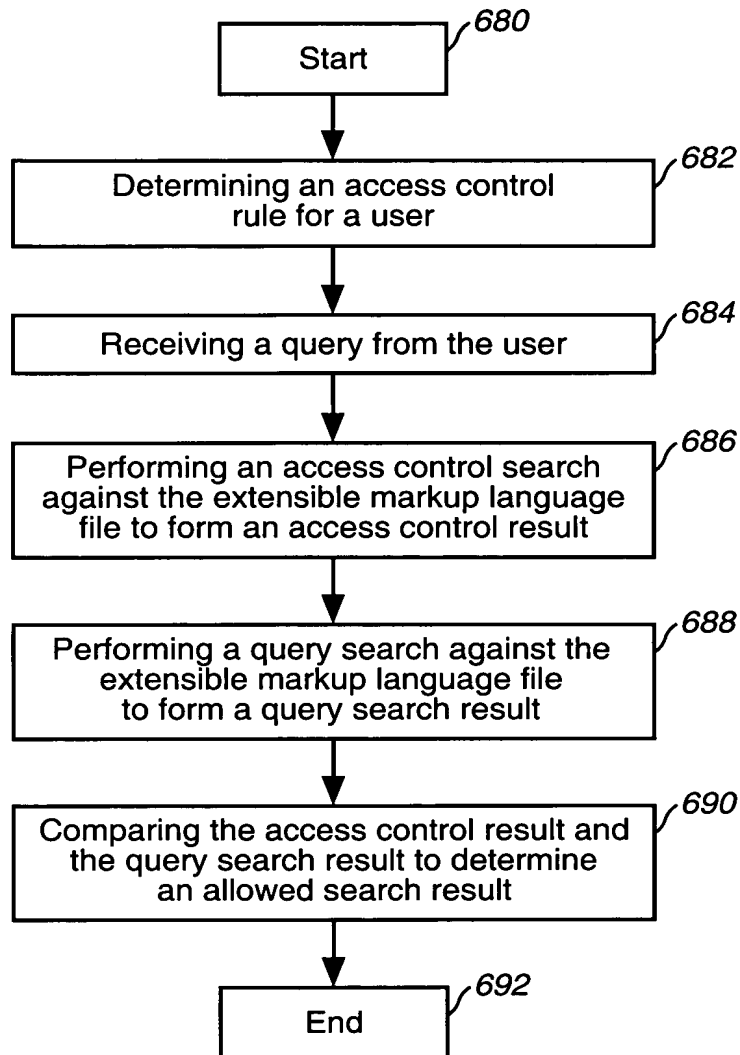 680
Start
682
Determining an access control
rule for a user
684
Receiving a query from the user
686
Performing an access control search
against the extensible markup language
file to form an access control result
688
Performing a query search against the
extensible markup language file
to form a query search result
690
Comparing the access control result and
the query search result to determine
an allowed search result
692
End